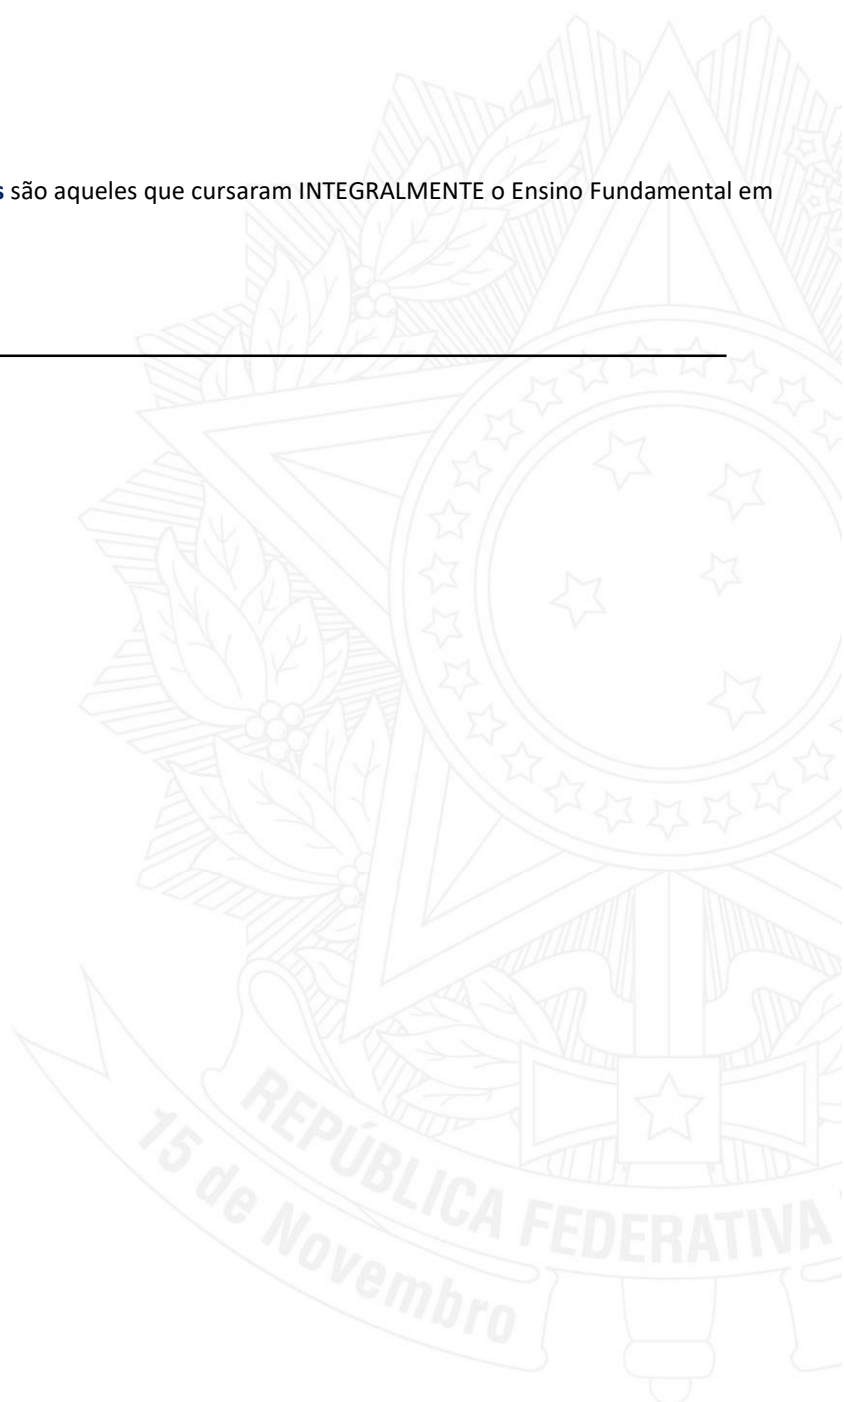 s são aqueles que cursaram INTEGRALMENTE o Ensino Fundamental em
REPÚBLICA FEDERATIVA
15 de Novembro